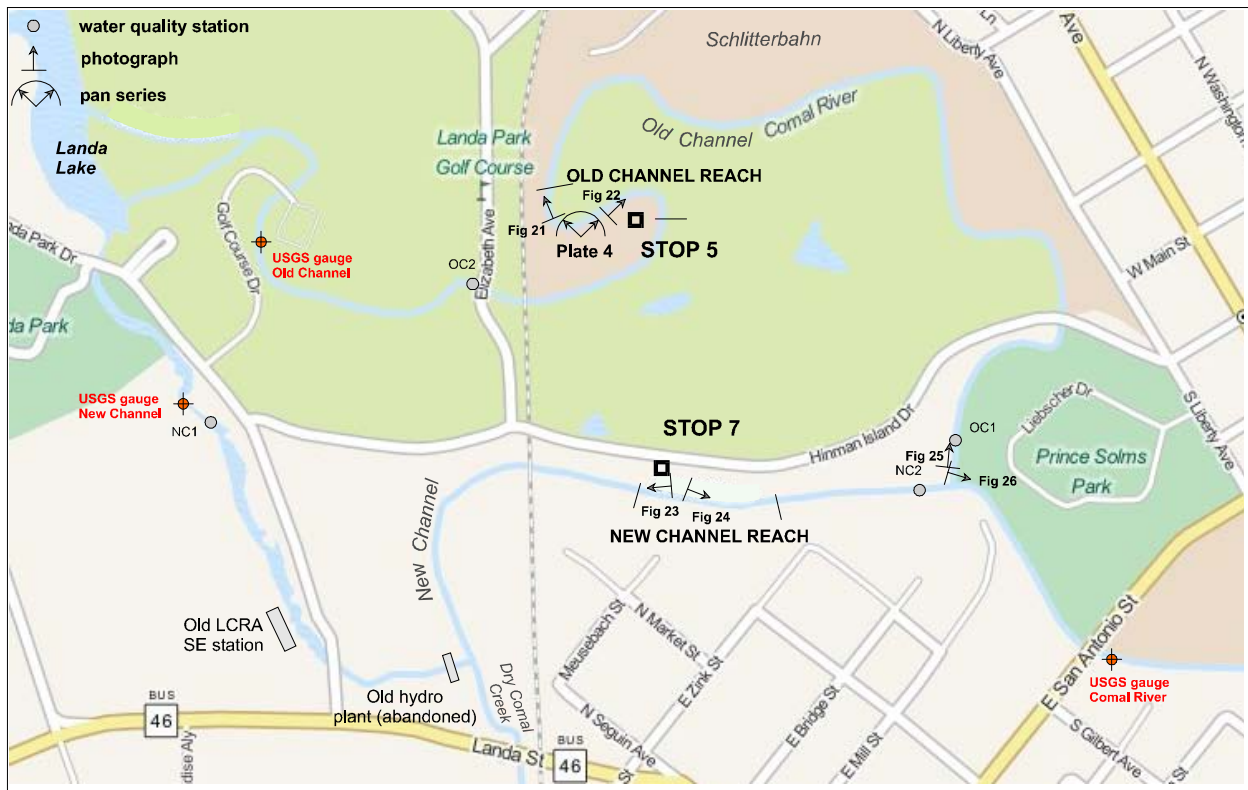 water quality station
photograph
pan series
Landa
Lake
Schlitterbahn
N Liberty Ave
Ln
Ave
N Washington
Old Channel
Comal River
Landa Park
Golf Course
OLD CHANNEL REACH
Fig 22
Fig 21
Plate 4
STOP 5
Golf Course Dr
USGS gauge
Old Channel
OC2
Elizabeth Ave
W Main St
nda Park Dr
da Park
USGS gauge
New Channel
NC1
STOP 7
Hinman Island Dr
Liebscher Dr
S Liberty Ave
OC1
Fig 25
NC2
Fig 26
Prince Solms
Park
Fig 23
Fig 24
NEW CHANNEL REACH
New Channel
Old LCRA
SE station
Old hydro
plant (abandoned)
Dry Comal
Creek
Meusebach St
N Market St
E Zink St
E Bridge St
E Mill St
N Seguin Ave
E San Antonio St
USGS gauge
Comal River
S Gilbert Ave
BUS
46
dise Aly
Landa St
BUS
46
St
St